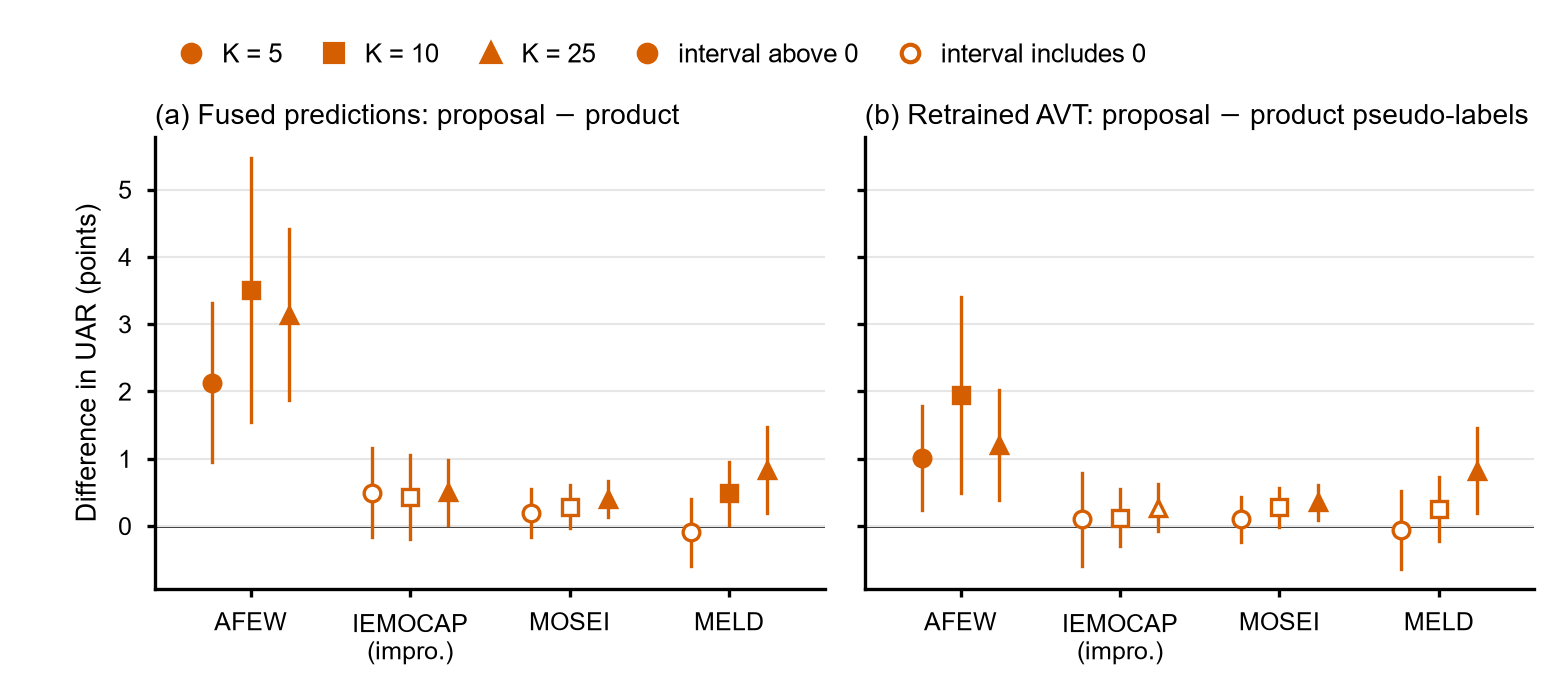 K = 5 K = 10 K = 25 interval above 0 interval includes 0
(a) Fused predictions: proposal − product
(b) Retrained AVT: proposal − product pseudo-labels
Difference in UAR (points)
5
4
3
2
1
0
AFEW
IEMOCAP
(impro.)
MOSEI
MELD
AFEW
IEMOCAP
(impro.)
MOSEI
MELD